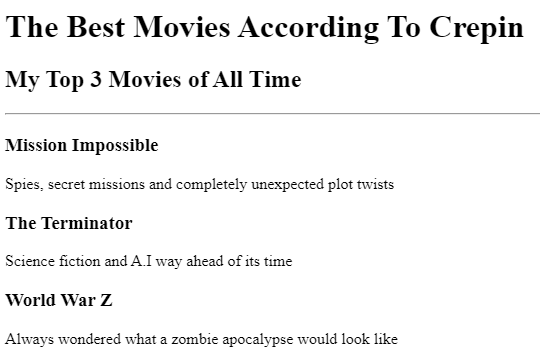 The Best Movies According To Crepin
My Top 3 Movies of All Time
Mission Impossible
Spies, secret missions and completely unexpected plot twists
The Terminator
Science fiction and A.I way ahead of its time
World War Z
Always wondered what a zombie apocalypse would look like